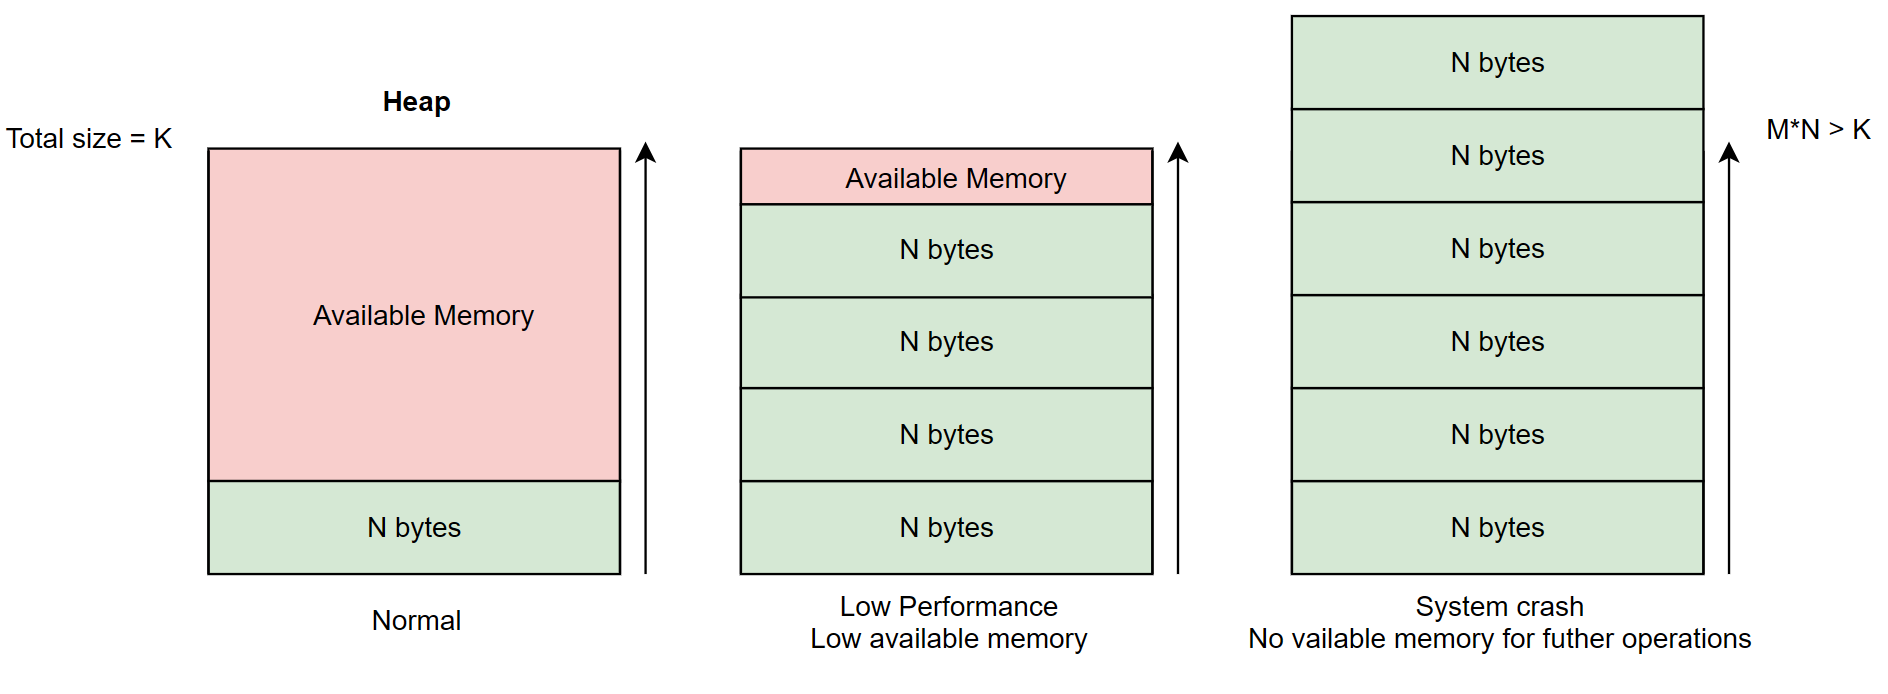 Heap
Total size = K
Available Memory
N bytes
Normal
Available Memory
N bytes
N bytes
N bytes
N bytes
Low Performance
Low available memory
N bytes
N bytes
N bytes
N bytes
N bytes
N bytes
M*N > K
System crash
No vailable memory for futher operations